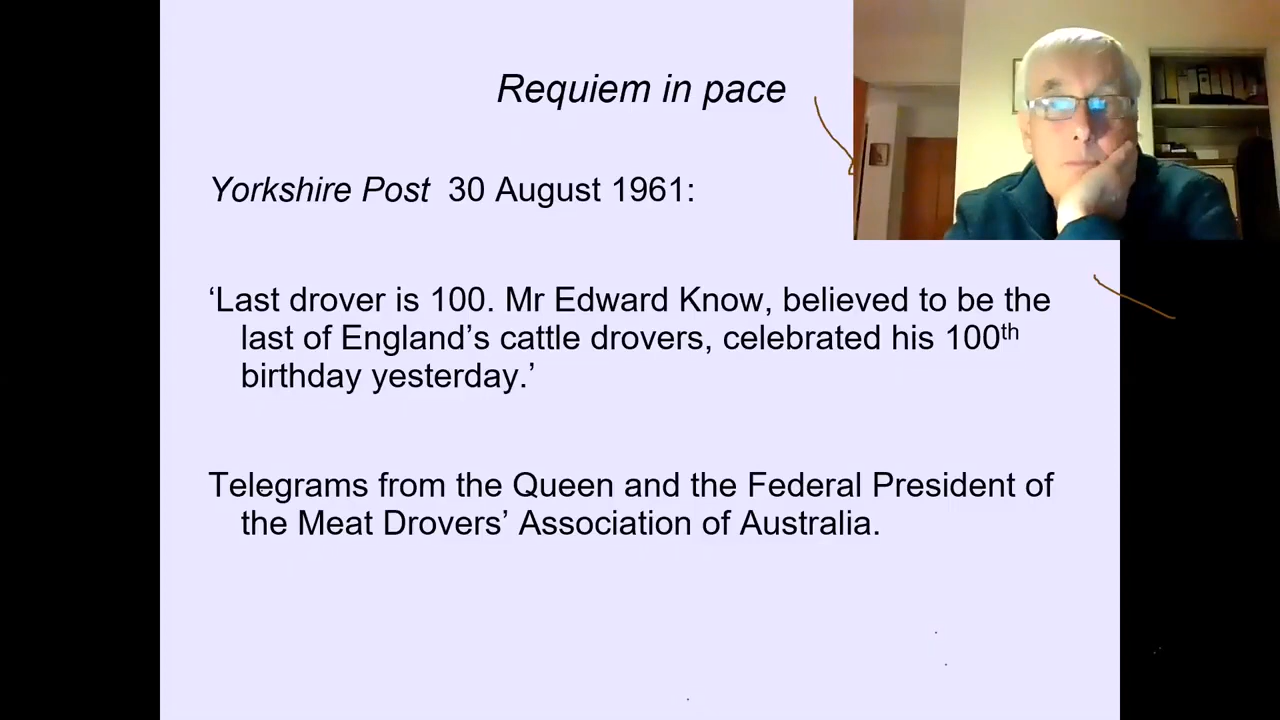 Requiem in pace
Yorkshire Post 30 August 1961:
‘Last drover is 100. Mr Edward Know, believed to be the
last of England’s cattle drovers, celebrated his 100th
birthday yesterday.’
Telegrams from the Queen and the Federal President of
the Meat Drovers’ Association of Australia.